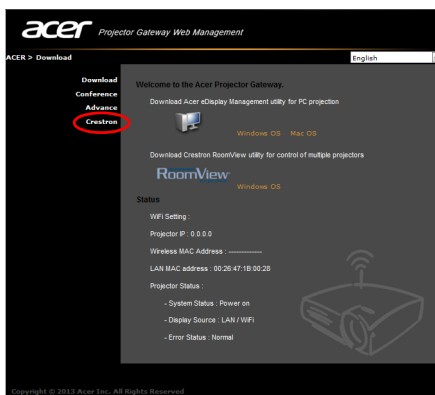 acer Projector Gateway Web Management
ACER > Download English
Download
Conference
Advance
Crestron
Welcome to the Acer Projector Gateway.
Download Acer eDisplay Management utility for PC projection
Windows OS Mac OS
Download Crestron RoomView utility for control of multiple projectors
RoomView
Windows OS
Status
WiFi Setting :
Projector IP : 0.0.0.0
Wireless MAC Address : --------------
LAN MAC address : 00:26:47:1B:00:28
Projector Status :
- System Status : Power on
- Display Source : LAN / WiFi
- Error Status : Normal
Copyright © 2013 Acer Inc. All Rights Reserved